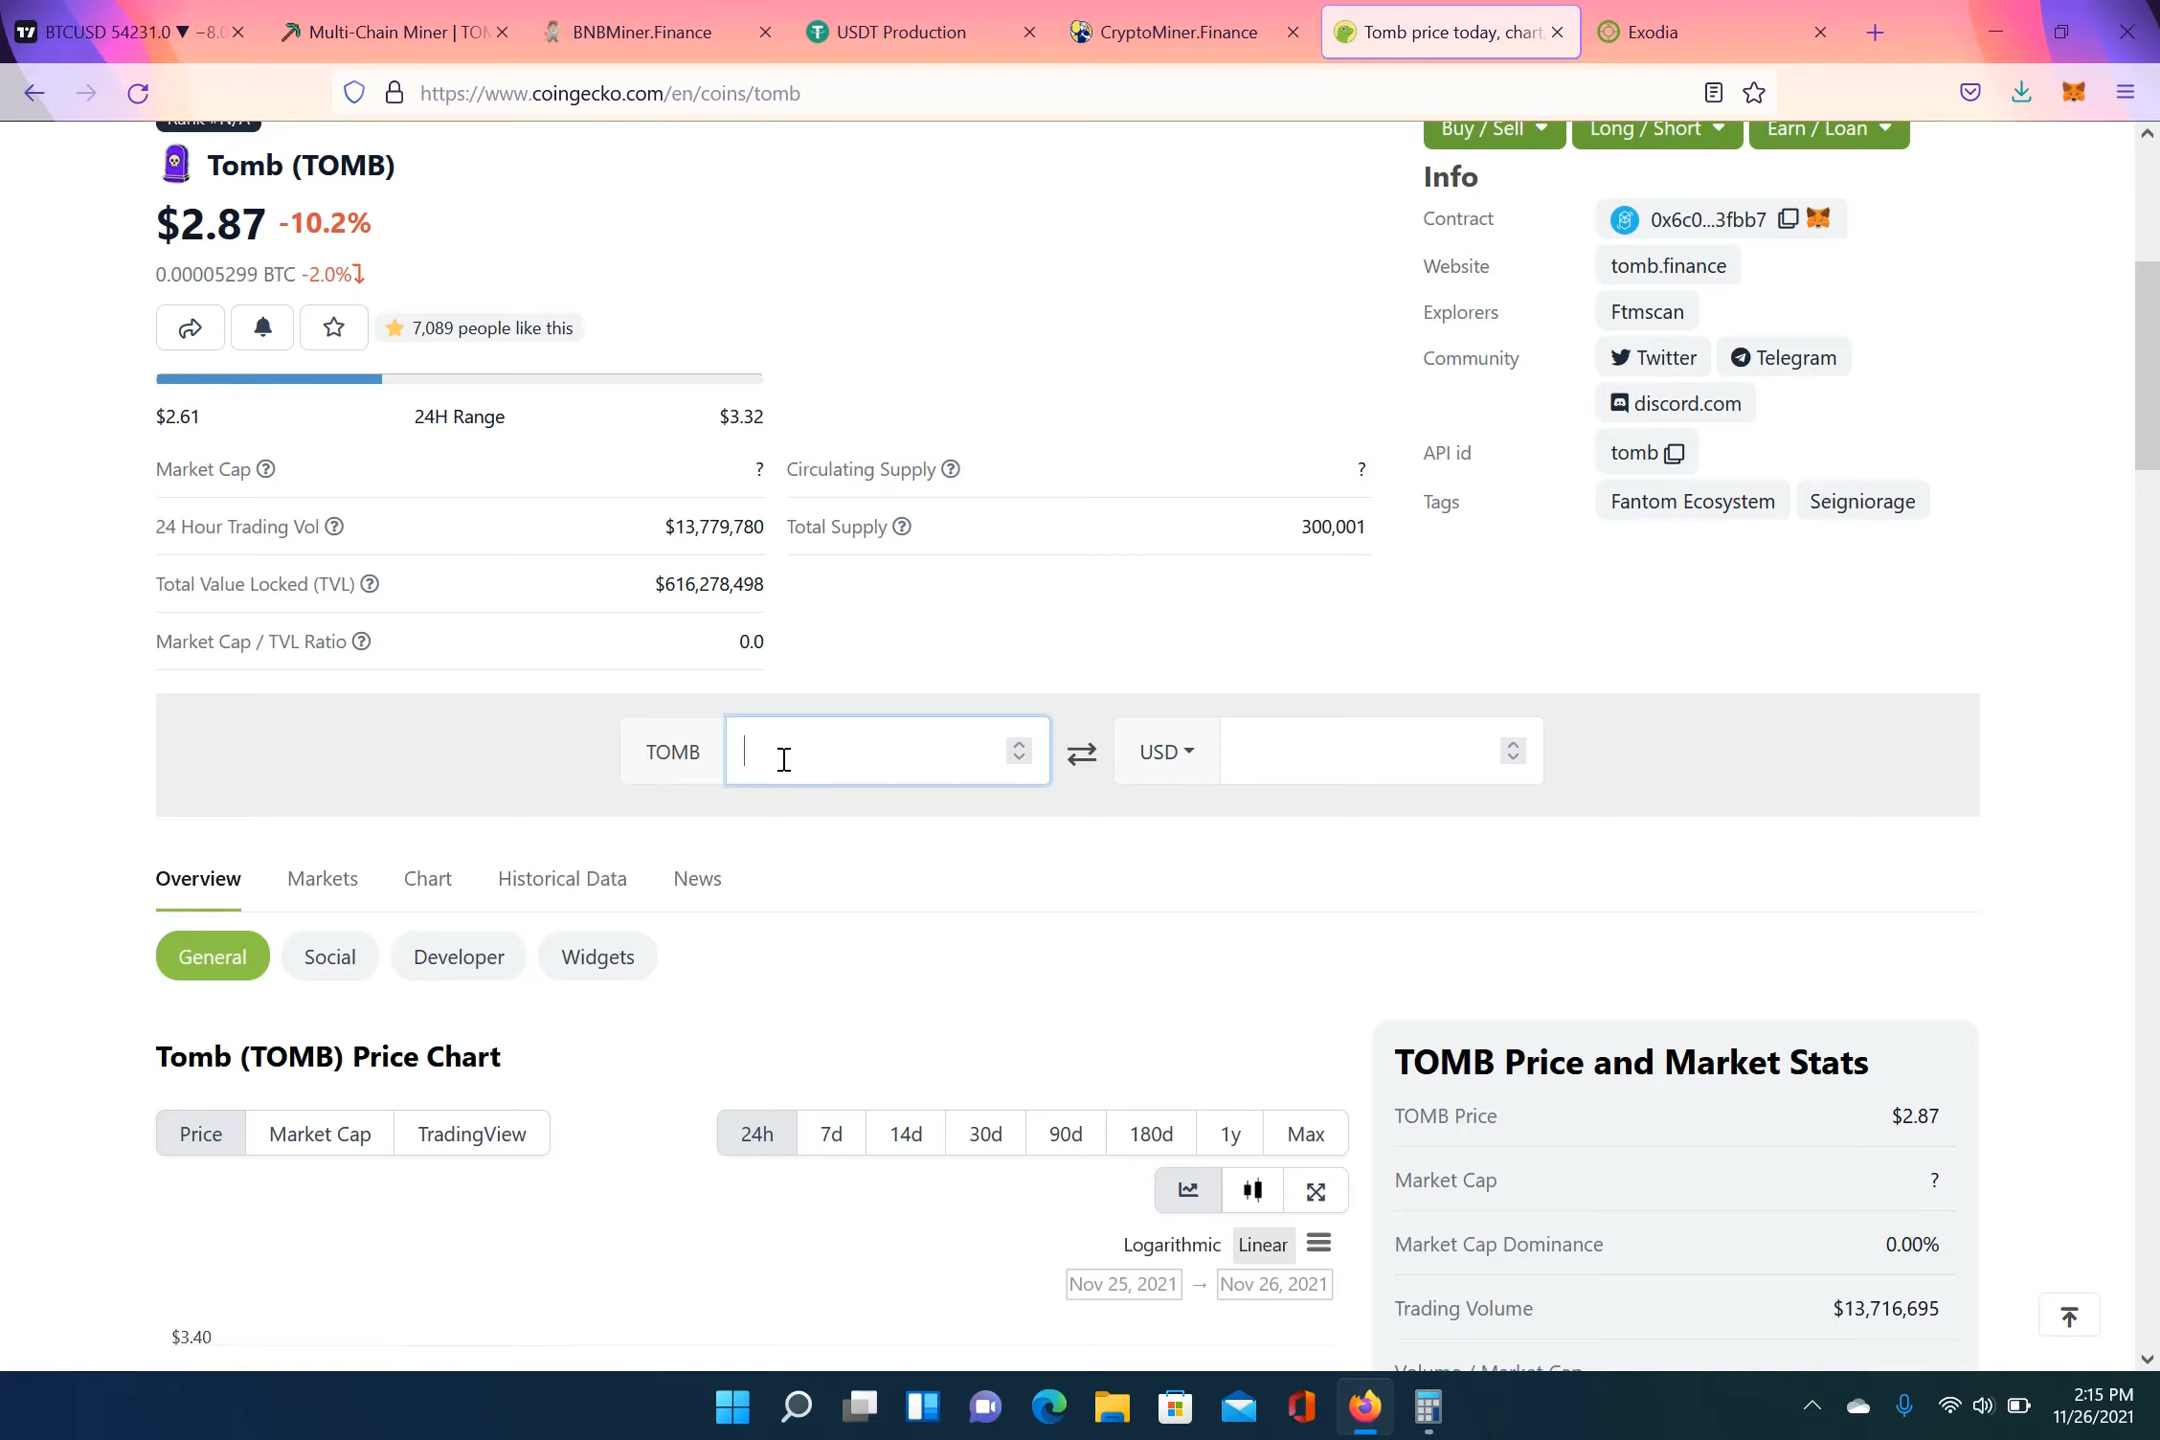 BTCUSD 54231.0 ▼ −8.0
Multi-Chain Miner | TOM
BNBMiner.Finance
USDT Production
CryptoMiner.Finance
Tomb price today, chart,
Exodia
https://www.coingecko.com/en/coins/tomb
Rank #N/A
Buy / Sell
Long / Short
Earn / Loan
Tomb (TOMB)
$2.87 -10.2%
0.00005299 BTC -2.0%
7,089 people like this
$2.61
24H Range
$3.32
Market Cap
?
Circulating Supply
?
24 Hour Trading Vol
$13,779,780
Total Supply
300,001
Total Value Locked (TVL)
$616,278,498
Market Cap / TVL Ratio
0.0
Info
Contract
0x6c0...3fbb7
Website
tomb.finance
Explorers
Ftmscan
Community
Twitter
Telegram
discord.com
API id
tomb
Tags
Fantom Ecosystem
Seigniorage
TOMB
USD
Overview
Markets
Chart
Historical Data
News
General
Social
Developer
Widgets
Tomb (TOMB) Price Chart
Price
Market Cap
TradingView
24h
7d
14d
30d
90d
180d
1y
Max
Logarithmic
Linear
Nov 25, 2021 → Nov 26, 2021
$3.40
TOMB Price and Market Stats
TOMB Price
$2.87
Market Cap
?
Market Cap Dominance
0.00%
Trading Volume
$13,716,695
Volume / Market Cap
2:15 PM
11/26/2021